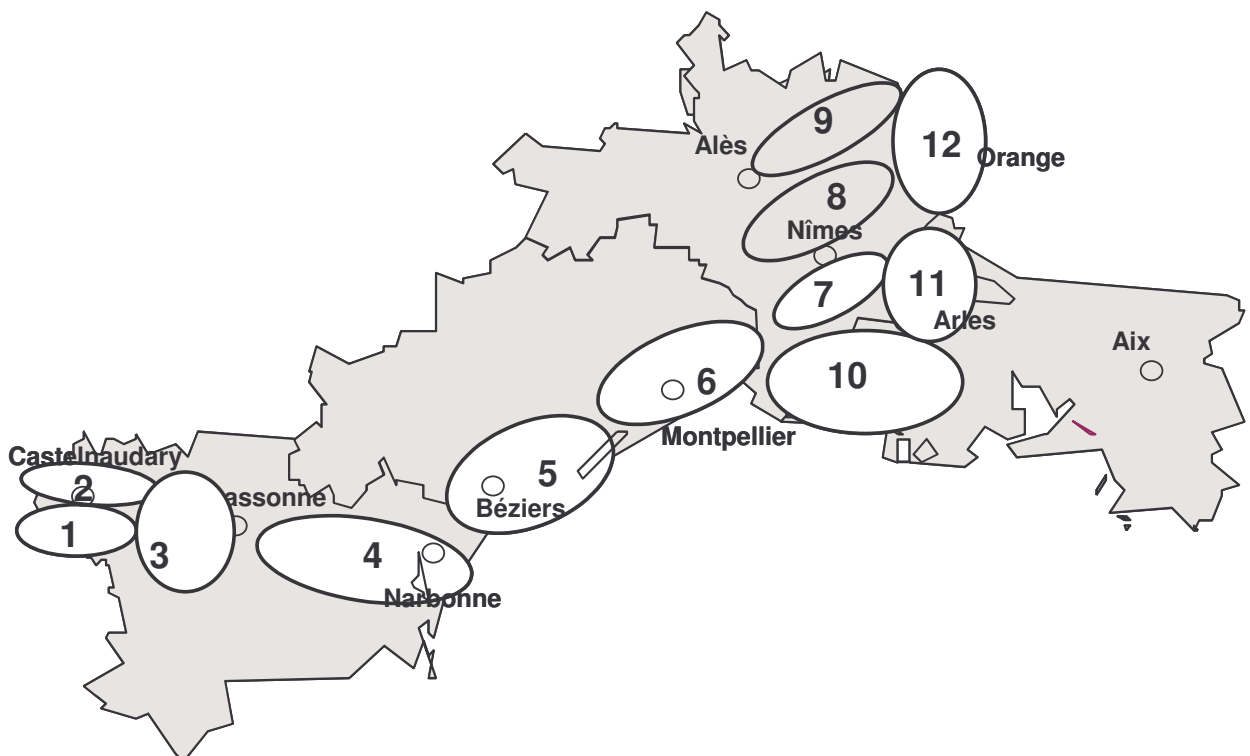 9
12
Alès
Orange
8
Nîmes
7
11
Arles
Aix
10
6
Montpellier
5
Béziers
Castelnaudary
2
assonne
1
3
4
Narbonne